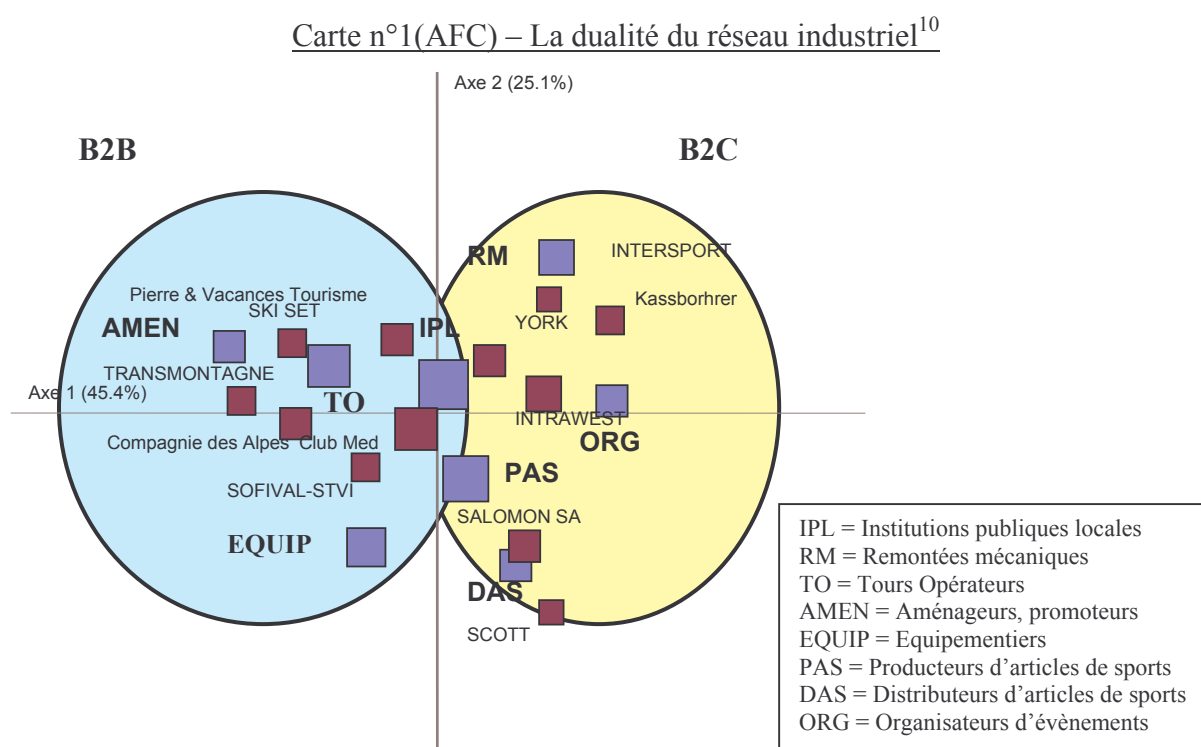 Carte n°1(AFC) – La dualité du réseau industriel10
Axe 2 (25.1%)
B2B
B2C
RM
INTERSPORT
Pierre & Vacances Tourisme
Kassborhrer
SKI SET
AMEN
IPL
YORK
TRANSMONTAGNE
Axe 1 (45.4%)
TO
INTRAWEST
Compagnie des Alpes Club Med
ORG
PAS
SOFIVAL-STVI
SALOMON SA
EQUIP
DAS
SCOTT
IPL = Institutions publiques locales
RM = Remontées mécaniques
TO = Tours Opérateurs
AMEN = Aménageurs, promoteurs
EQUIP = Equipementiers
PAS = Producteurs d'articles de sports
DAS = Distributeurs d'articles de sports
ORG = Organisateurs d'évènements